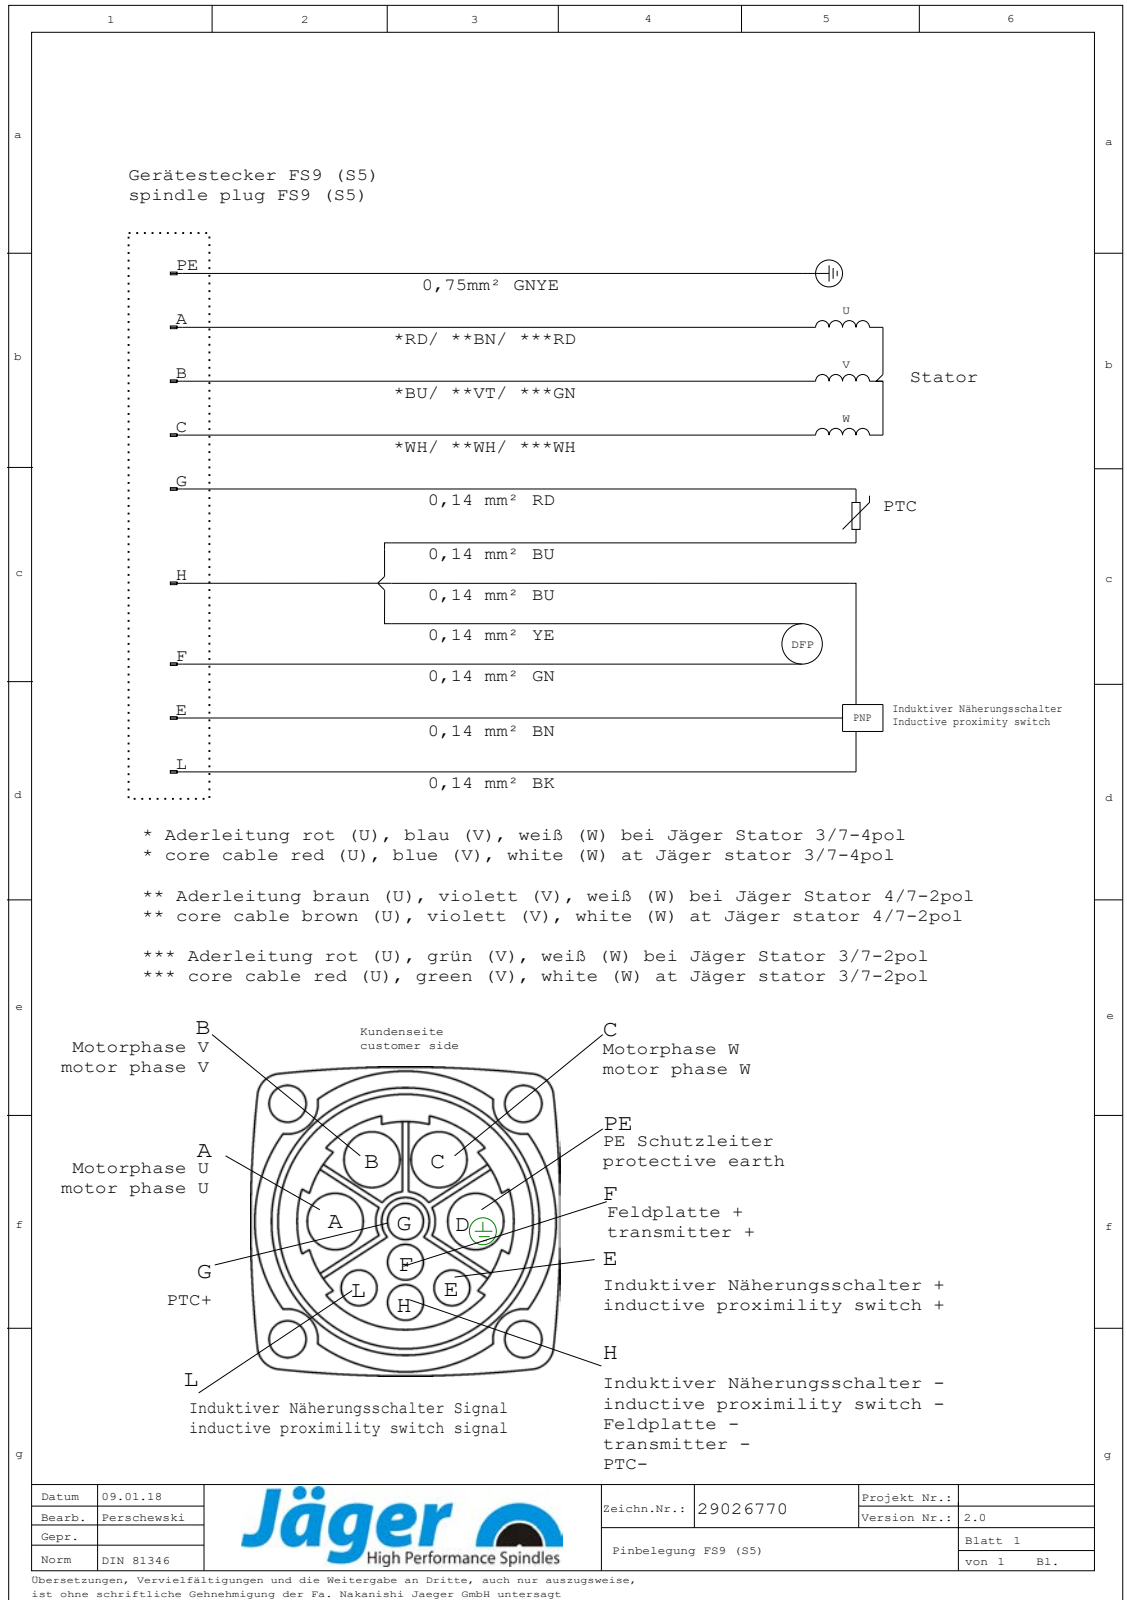 1 2 3 4 5 6
a
a
Gerätestecker FS9 (S5)
spindle plug FS9 (S5)
PE
0,75mm² GNYE
A
*RD/ **BN/ ***RD
U
b
b
B
*BU/ **VT/ ***GN
V
Stator
C
*WH/ **WH/ ***WH
W
G
0,14 mm² RD
PTC
0,14 mm² BU
c
c
H
0,14 mm² BU
0,14 mm² YE
DFP
F
0,14 mm² GN
E
0,14 mm² BN
PNP
Induktiver Näherungsschalter
Inductive proximity switch
L
0,14 mm² BK
d
d
* Aderleitung rot (U), blau (V), weiß (W) bei Jäger Stator 3/7-4pol
* core cable red (U), blue (V), white (W) at Jäger stator 3/7-4pol
** Aderleitung braun (U), violett (V), weiß (W) bei Jäger Stator 4/7-2pol
** core cable brown (U), violett (V), white (W) at Jäger stator 4/7-2pol
*** Aderleitung rot (U), grün (V), weiß (W) bei Jäger Stator 3/7-2pol
*** core cable red (U), green (V), white (W) at Jäger stator 3/7-2pol
e
e
B
Motorphase V
motor phase V
Kundenseite
customer side
C
Motorphase W
motor phase W
A
Motorphase U
motor phase U
PE
PE Schutzleiter
protective earth
F
Feldplatte +
transmitter +
f
f
B
C
A
G
D
F
L
E
H
G
PTC+
E
Induktiver Näherungsschalter +
inductive proximility switch +
L
Induktiver Näherungsschalter Signal
inductive proximility switch signal
H
Induktiver Näherungsschalter -
inductive proximility switch -
Feldplatte -
transmitter -
PTC-
g
g
Datum 09.01.18
Bearb. Perschewski
Gepr.
Norm DIN 81346
Jäger
High Performance Spindles
Zeichn.Nr.: 29026770
Pinbelegung FS9 (S5)
Projekt Nr.:
Version Nr.: 2.0
Blatt 1
von 1 Bl.
Übersetzungen, Vervielfältigungen und die Weitergabe an Dritte, auch nur auszugsweise,
ist ohne schriftliche Gehnehmigung der Fa. Nakanishi Jaeger GmbH untersagt